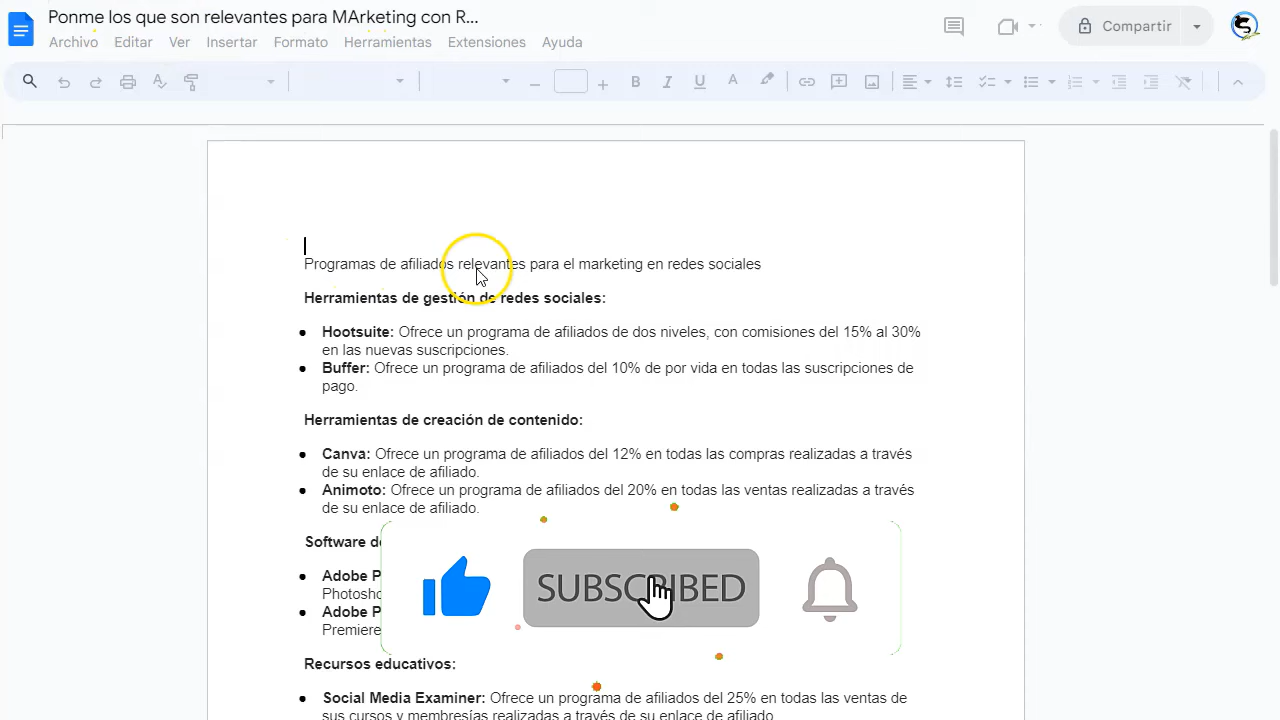 Ponme los que son relevantes para MArketing con R...
Archivo Editar Ver Insertar Formato Herramientas Extensiones Ayuda
Compartir
Programas de afiliados relevantes para el marketing en redes sociales
Herramientas de gestión de redes sociales:
● Hootsuite: Ofrece un programa de afiliados de dos niveles, con comisiones del 15% al 30%
en las nuevas suscripciones.
● Buffer: Ofrece un programa de afiliados del 10% de por vida en todas las suscripciones de
pago.
Herramientas de creación de contenido:
● Canva: Ofrece un programa de afiliados del 12% en todas las compras realizadas a través
de su enlace de afiliado.
● Animoto: Ofrece un programa de afiliados del 20% en todas las ventas realizadas a través
de su enlace de afiliado.
Software d
● Adobe P
Photosho
● Adobe P
Premiere
SUBSCRIBED
Recursos educativos:
● Social Media Examiner: Ofrece un programa de afiliados del 25% en todas las ventas de
sus cursos y membresías realizadas a través de su enlace de afiliado